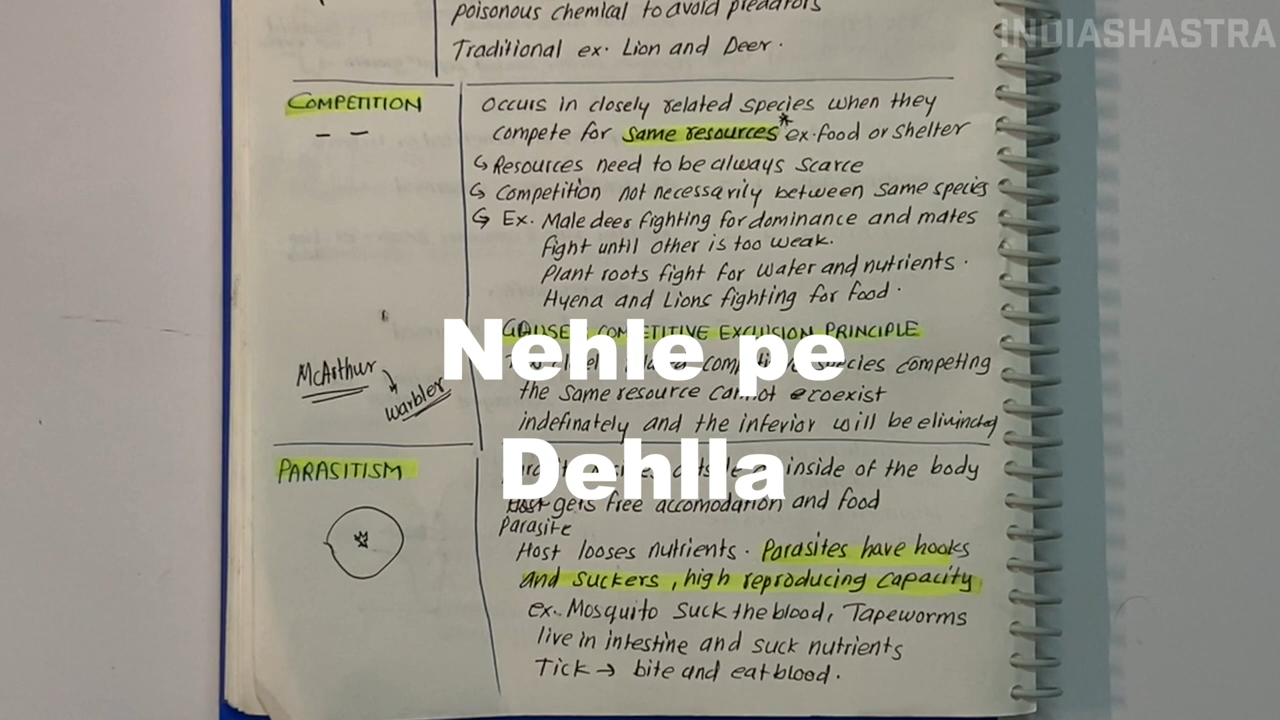 poisonous chemical to avoid predators
INDIASHASTRA
Traditional ex. Lion and Deer.
COMPETITION
Occurs in closely related species when they
compete for same resources* ex. food or shelter
↳ Resources need to be always scarce
↳ Competition not necessarily between same species
↳ Ex. Male deer fighting for dominance and mates
fight until other is too weak.
Plant roots fight for water and nutrients.
Hyena and Lions fighting for food.
GAUSE COMPETITIVE EXCLUSION PRINCIPLE
Nehle pe
species competing
McArthur
the same resource cannot coexist
warbler
indefinately and the inferior will be
Dehlla
PARASITISM
inside of the body
Host gets free accomodation and food
Parasite
Host looses nutrients. Parasites have hooks
and suckers, high reproducing capacity
ex. Mosquito suck the blood, Tapeworms
live in intestine and suck nutrients
Tick → bite and eat blood.